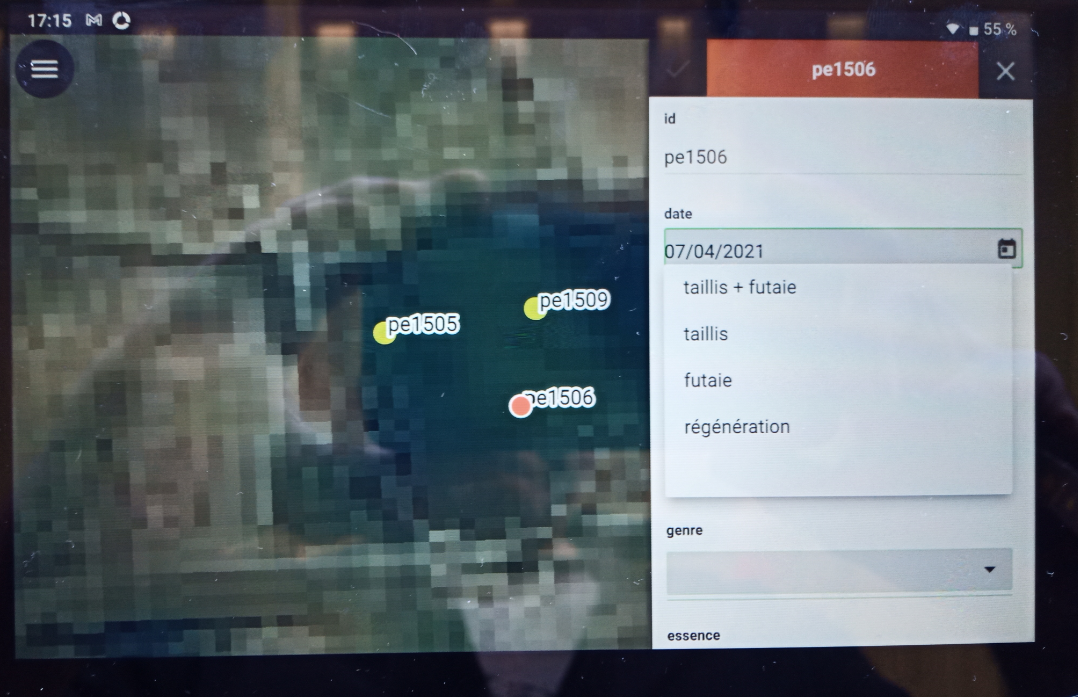 17:15
55 %
pe1506
id
pe1506
date
07/04/2021
taillis + futaie
taillis
futaie
régénération
genre
essence
pe1509
pe1505
pe1506